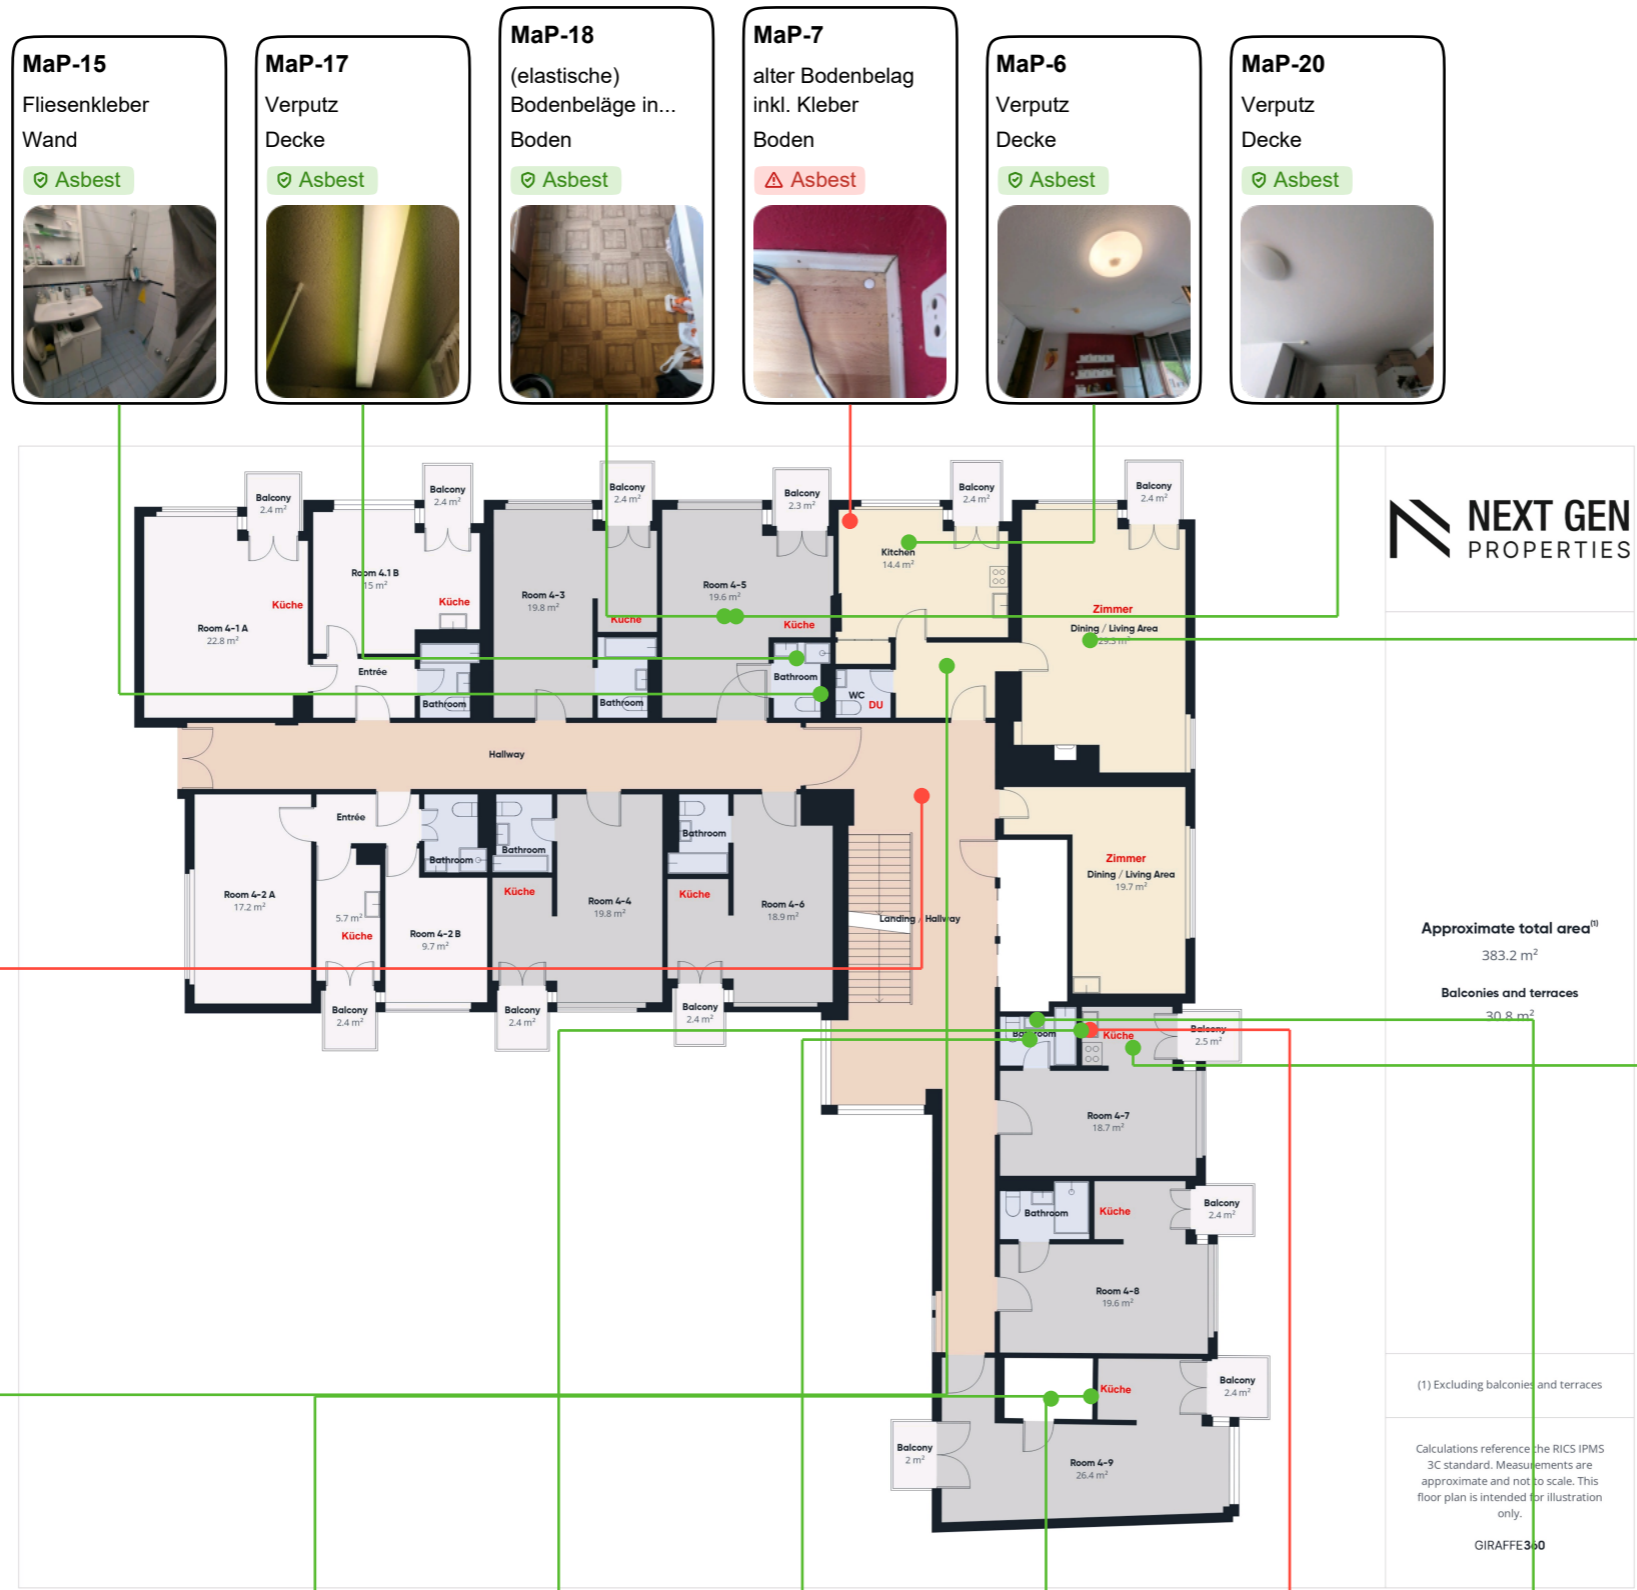 MaP-15
Fliesenkleber
Wand
Asbest
MaP-17
Verputz
Decke
Asbest
MaP-18
(elastische)
Bodenbeläge in...
Boden
Asbest
MaP-7
alter Bodenbelag
inkl. Kleber
Boden
Asbest
MaP-6
Verputz
Decke
Asbest
MaP-20
Verputz
Decke
Asbest
NEXT GEN
PROPERTIES
Balcony
2.4 m²
Balcony
2.4 m²
Balcony
2.4 m²
Balcony
2.3 m²
Balcony
2.4 m²
Balcony
2.4 m²
Room 4-1 A
22.8 m²
Küche
Room 4.1 B
15 m²
Küche
Entrée
Bathroom
Room 4-3
19.8 m²
Küche
Bathroom
Room 4-5
19.6 m²
Küche
Bathroom
Kitchen
14.4 m²
WC
DU
Zimmer
Dining / Living Area
Hallway
Room 4-2 A
17.2 m²
Entrée
5.7 m²
Küche
Bathroom
Room 4-2 B
9.7 m²
Bathroom
Küche
Room 4-4
19.8 m²
Bathroom
Küche
Room 4-6
18.9 m²
Landing / Hallway
Zimmer
Dining / Living Area
19.7 m²
Balcony
2.4 m²
Balcony
2.4 m²
Balcony
2.4 m²
Bathroom
Küche
Balcony
2.5 m²
Room 4-7
18.7 m²
Bathroom
Küche
Balcony
2.4 m²
Room 4-8
19.6 m²
Küche
Balcony
2.4 m²
Balcony
2 m²
Room 4-9
26.4 m²
Approximate total area(1)
383.2 m²
Balconies and terraces
30.8 m²
(1) Excluding balconies and terraces
Calculations reference the RICS IPMS
3C standard. Measurements are
approximate and not to scale. This
floor plan is intended for illustration
only.
GIRAFFE360